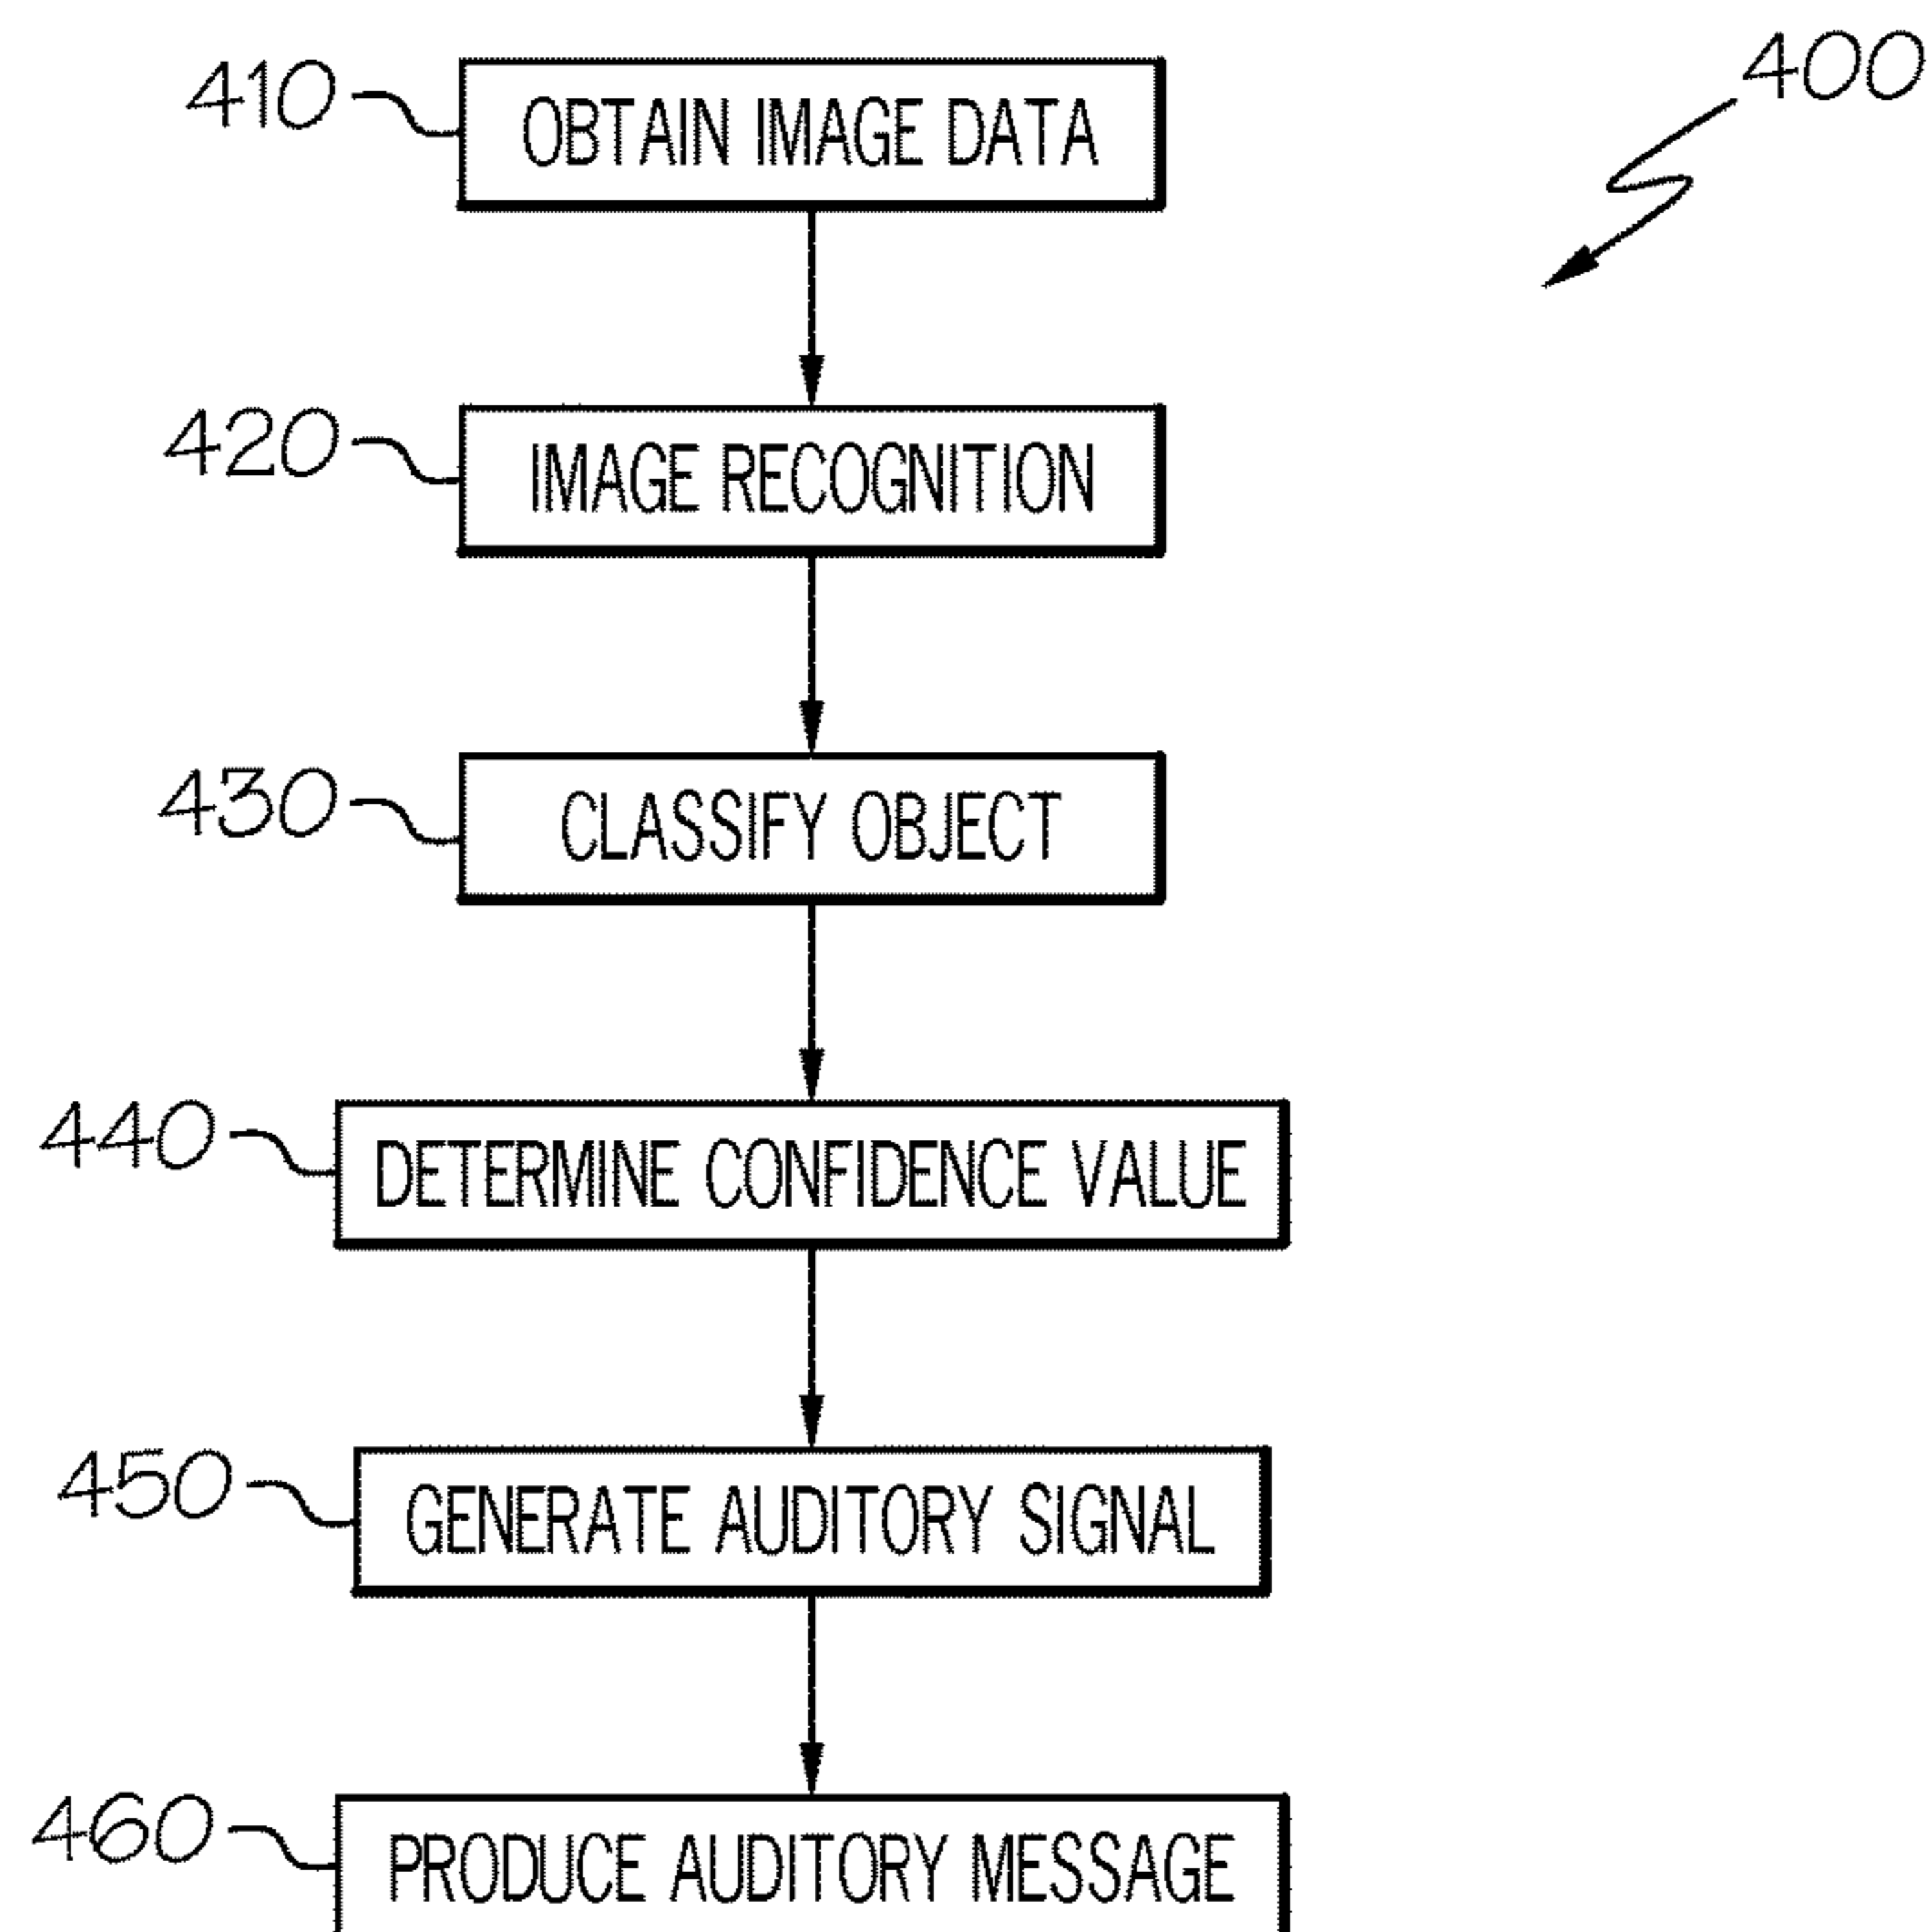 400
410
OBTAIN IMAGE DATA
420
IMAGE RECOGNITION
430
CLASSIFY OBJECT
440
DETERMINE CONFIDENCE VALUE
450
GENERATE AUDITORY SIGNAL
460
PRODUCE AUDITORY MESSAGE